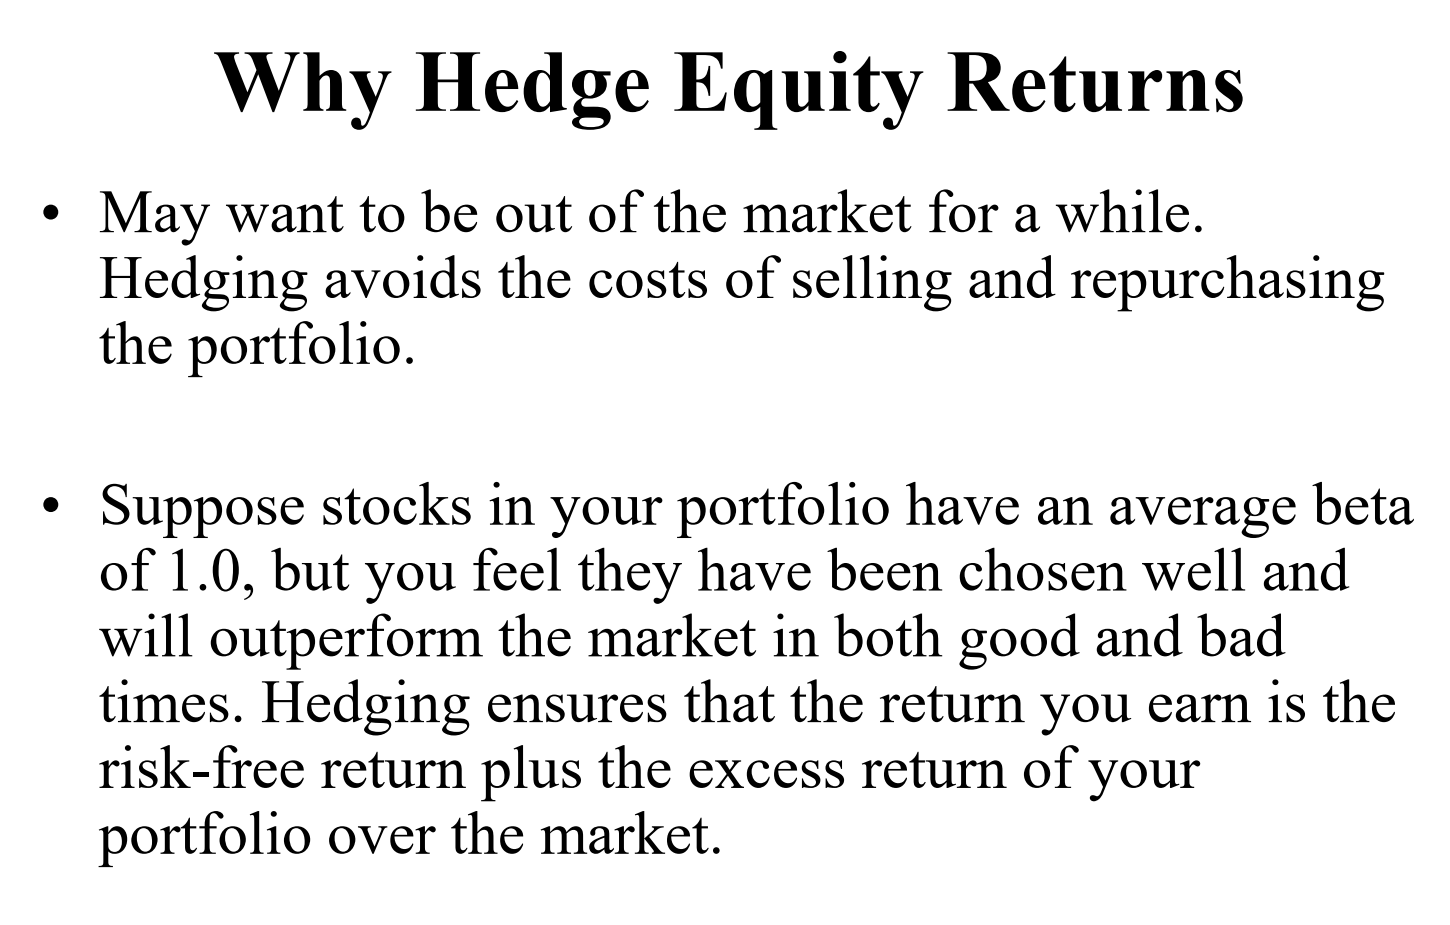 Why Hedge Equity Returns
• May want to be out of the market for a while.
Hedging avoids the costs of selling and repurchasing
the portfolio.
• Suppose stocks in your portfolio have an average beta
of 1.0, but you feel they have been chosen well and
will outperform the market in both good and bad
times. Hedging ensures that the return you earn is the
risk-free return plus the excess return of your
portfolio over the market.